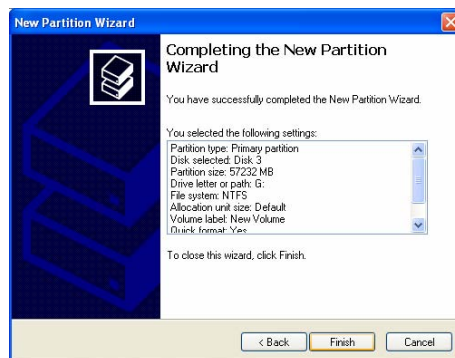 New Partition Wizard
Completing the New Partition
Wizard
You have successfully completed the New Partition Wizard.
You selected the following settings:
Partition type: Primary partition
Disk selected: Disk 3
Partition size: 57232 MB
Drive letter or path: G:
File system: NTFS
Allocation unit size: Default
Volume label: New Volume
Quick format: Yes
To close this wizard, click Finish.
< Back Finish Cancel